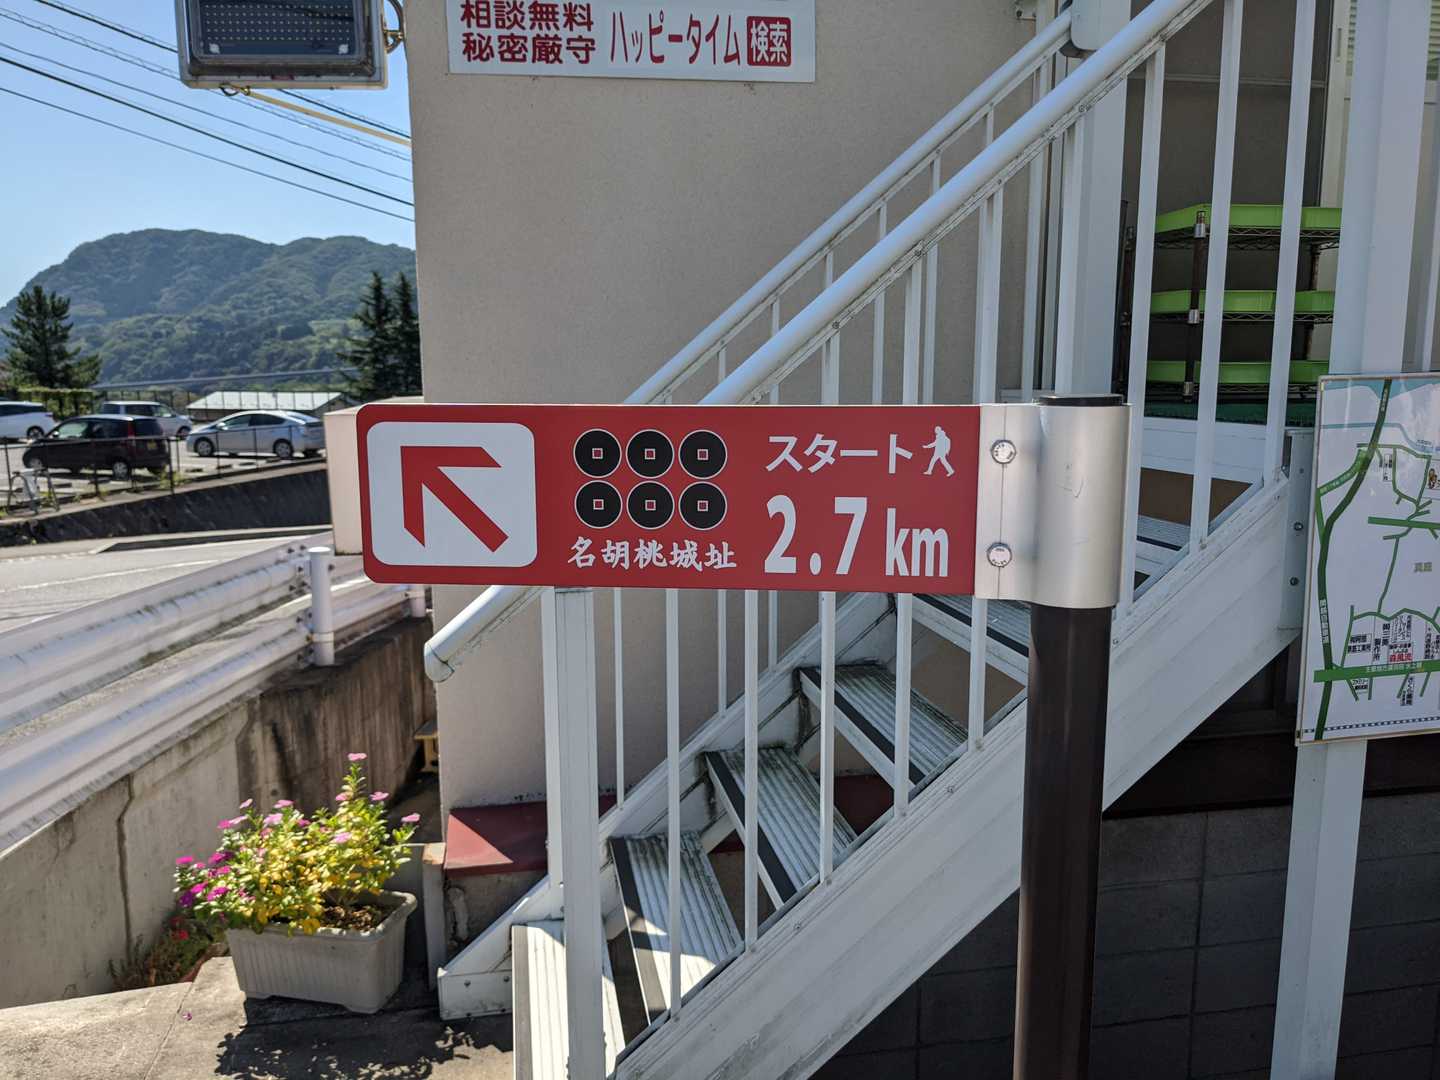 相談無料
秘密厳守 ハッピータイム 検索
スタート
名胡桃城址
2.7 km